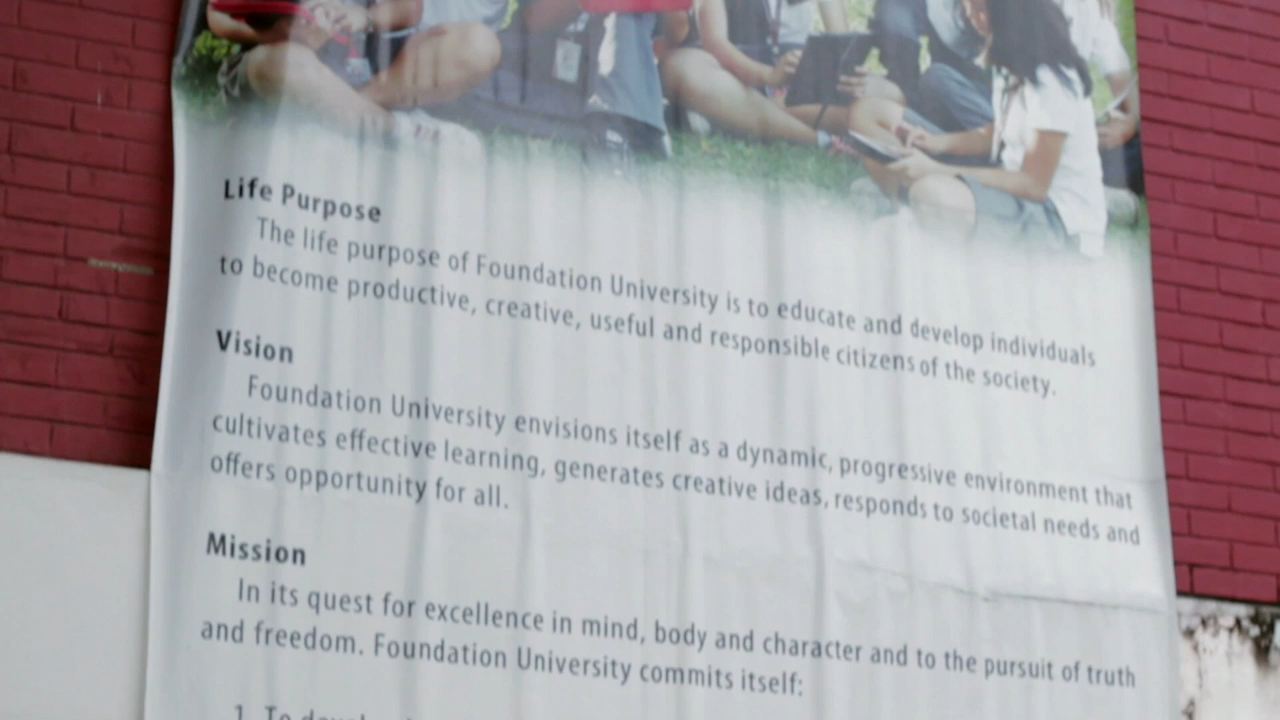 Life Purpose
The life purpose of Foundation University is to educate and develop individuals
to become productive, creative, useful and responsible citizens of the society.
Vision
Foundation University envisions itself as a dynamic, progressive environment that
cultivates effective learning, generates creative ideas, responds to societal needs and
offers opportunity for all.
Mission
In its quest for excellence in mind, body and character and to the pursuit of truth
and freedom. Foundation University commits itself:
1. To